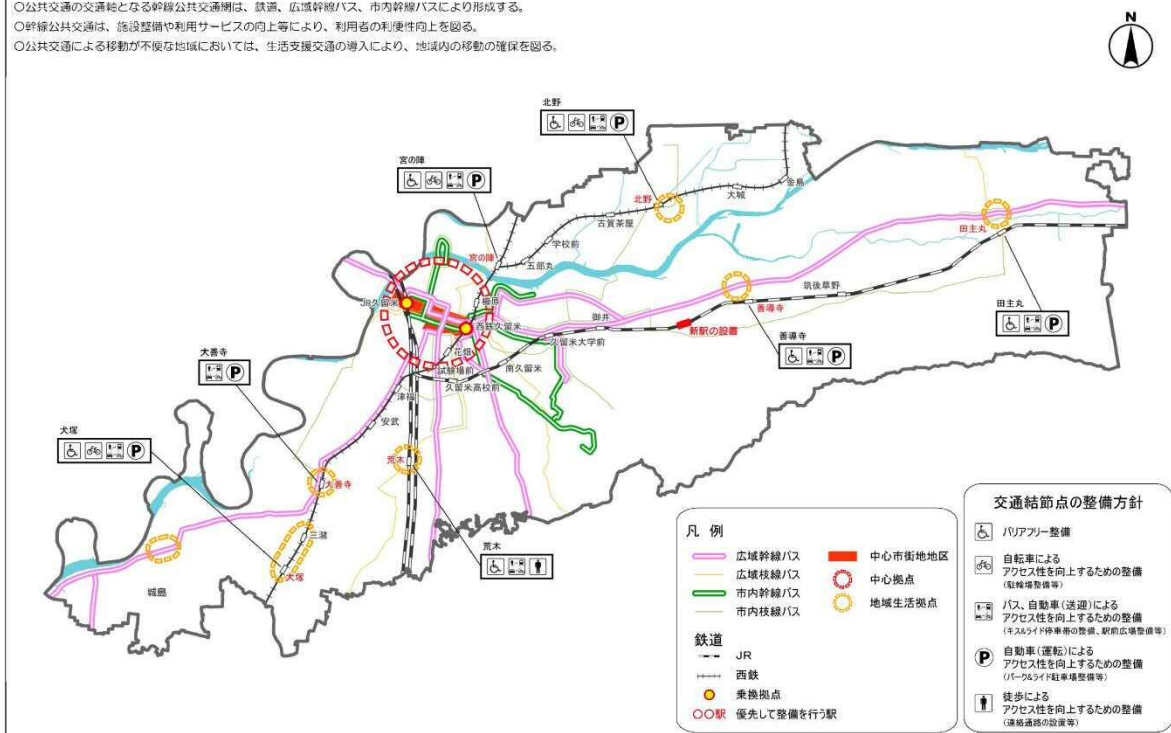 ○公共交通の交通軸となる幹線公共交通網は、鉄道、広域幹線バス、市内幹線バスにより形成する。
○幹線公共交通は、施設整備や利用サービスの向上等により、利用者の利便性向上を図る。
○公共交通による移動が不便な地域においては、生活支援交通の導入により、地域内の移動の確保を図る。
N
北野
P
宮の陣
P
金島
大城
北野
古賀茶屋
学校前
田主丸
宮の陣
五郎丸
筑後草野
JR久留米
櫛原
善導寺
御井
西鉄久留米
新駅の設置
田主丸
P
久留米大学前
善導寺
P
花畑
試験場前
南久留米
久留米高校前
大善寺
P
津福
安武
犬塚
P
荒木
大善寺
三潴
荒木
犬塚
城島
凡 例
広域幹線バス
広域枝線バス
市内幹線バス
市内枝線バス
中心市街地地区
中心拠点
地域生活拠点
鉄道
JR
西鉄
乗換拠点
○○駅 優先して整備を行う駅
交通結節点の整備方針
バリアフリー整備
自転車による
アクセス性を向上するための整備
(駐輪場整備等)
バス、自動車(送迎)による
アクセス性を向上するための整備
(キス&ライド停車帯の整備、駅前広場整備等)
P
自動車(運転)による
アクセス性を向上するための整備
(パーク&ライド駐車場整備等)
徒歩による
アクセス性を向上するための整備
(連絡通路の設置等)